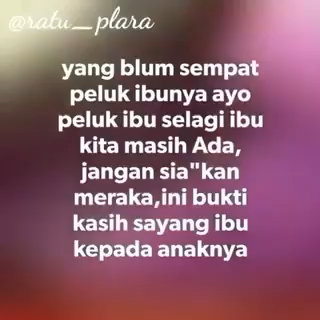 @ratu_plara
yang blum sempat
peluk ibunya ayo
peluk ibu selagi ibu
kita masih Ada,
jangan sia"kan
meraka,ini bukti
kasih sayang ibu
kepada anaknya